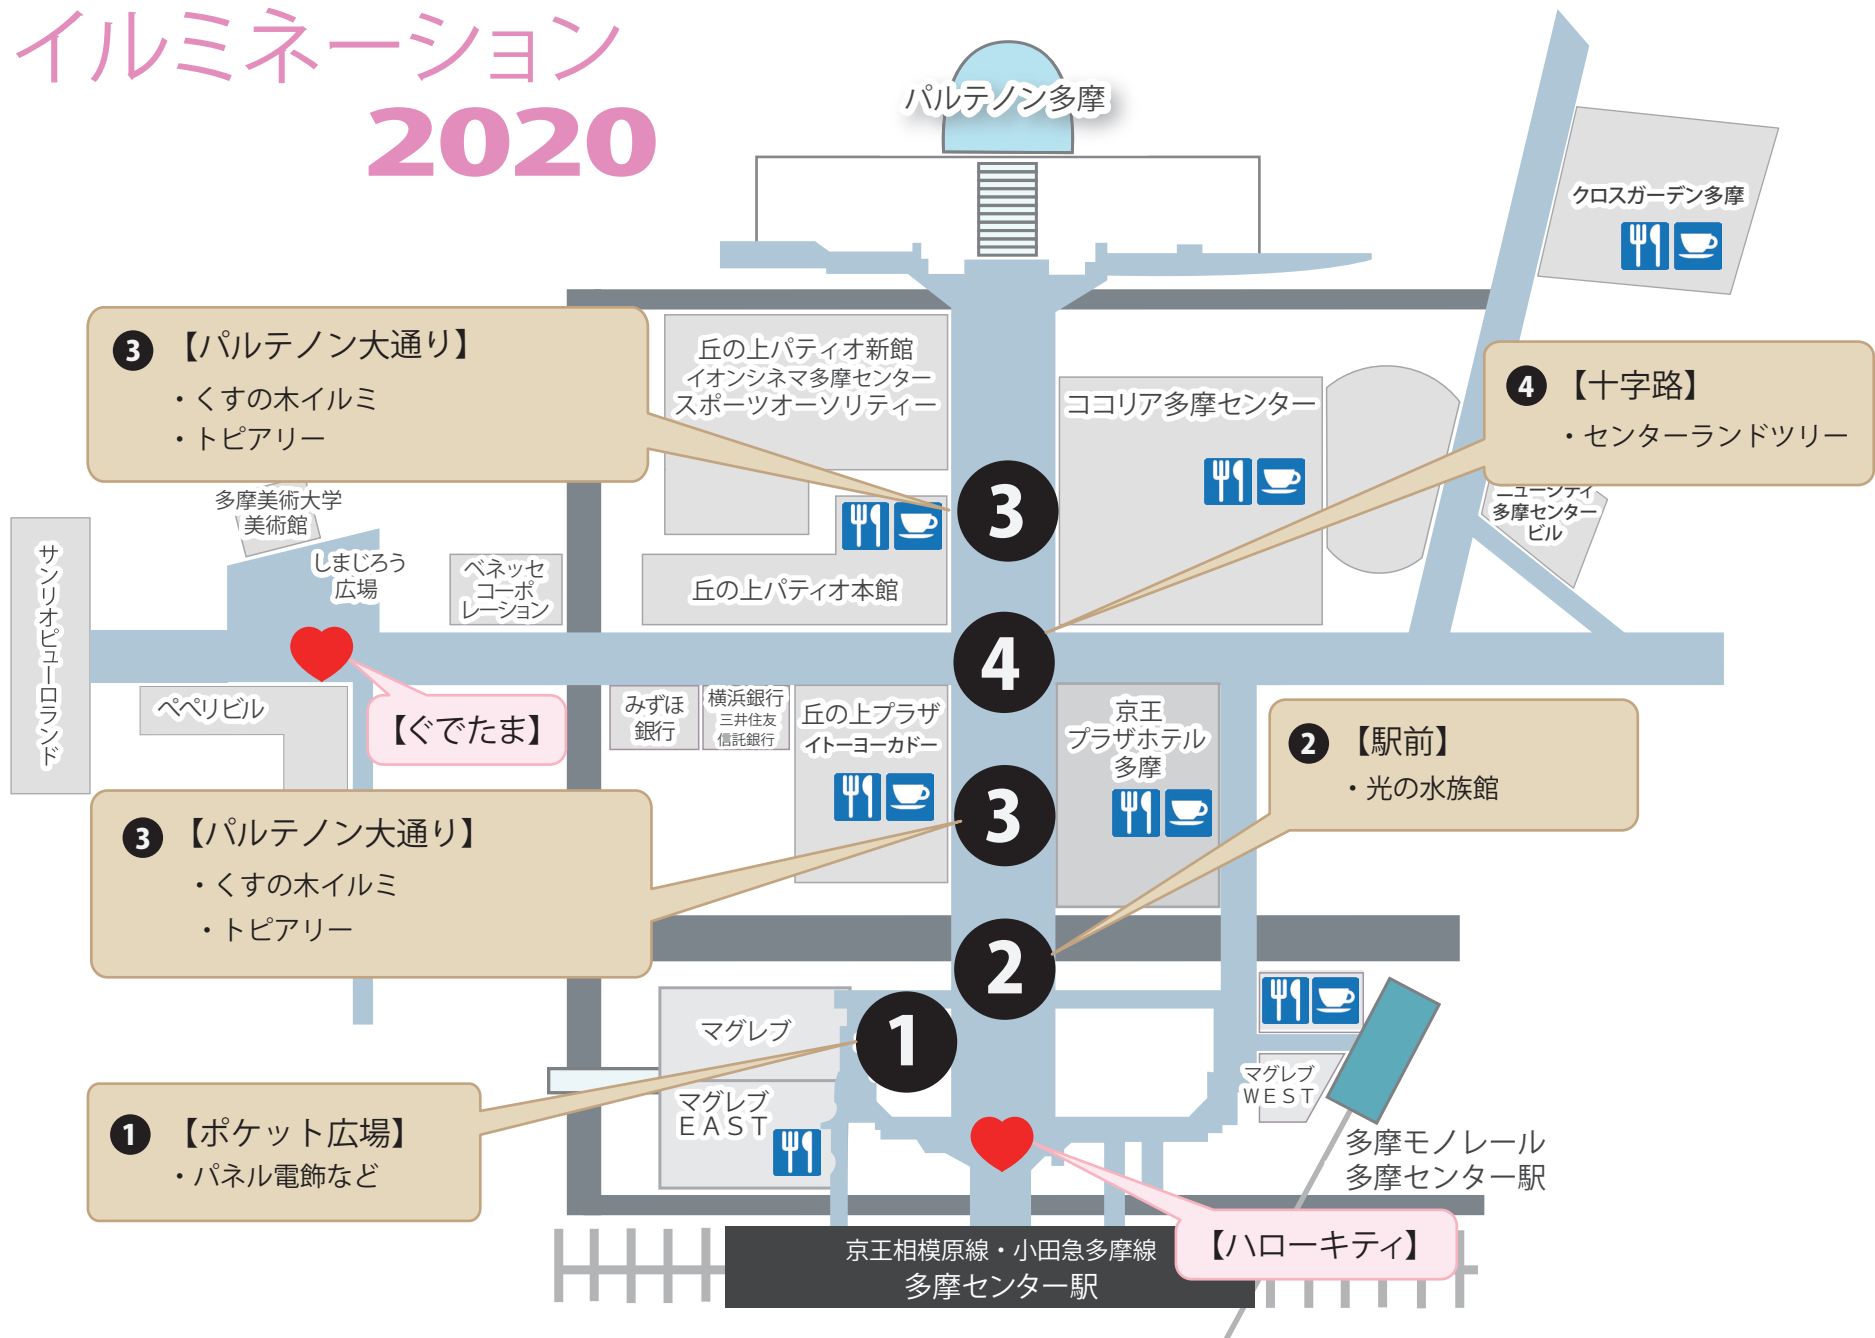 イルミネーション
2020
パルテノン多摩
クロスガーデン多摩
3 【パルテノン大通り】
・くすの木イルミ
・トピアリー
丘の上パティオ新館
イオンシネマ多摩センター
スポーツオーソリティー
ココリア多摩センター
4 【十字路】
・センターランドツリー
3
多摩美術大学
美術館
ニューシティ
多摩センター
ビル
サンリオピューロランド
しまじろう
広場
ベネッセ
コーポ
レーション
丘の上パティオ本館
4
ペペリビル
【ぐでたま】
みずほ
銀行
横浜銀行
三井住友
信託銀行
丘の上プラザ
イトーヨーカドー
京王
プラザホテル
多摩
2 【駅前】
・光の水族館
3 【パルテノン大通り】
・くすの木イルミ
・トピアリー
3
2
マグレブ
1
マグレブ
EAST
マグレブ
WEST
1 【ポケット広場】
・パネル電飾など
多摩モノレール
多摩センター駅
【ハローキティ】
京王相模原線・小田急多摩線
多摩センター駅